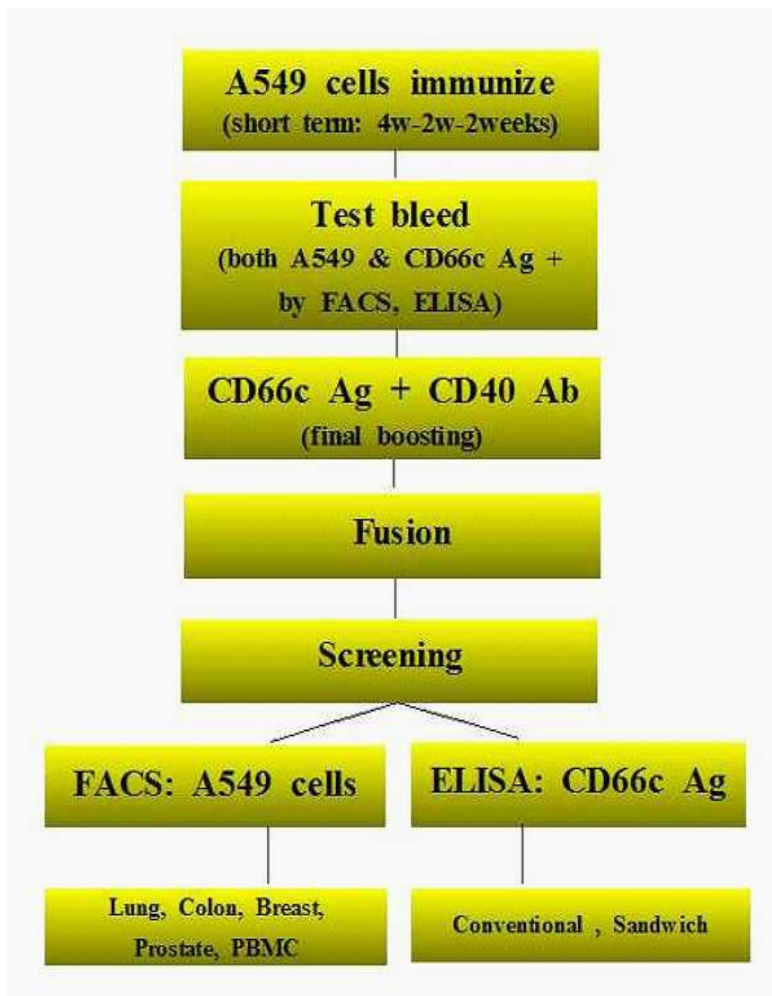 A549 cells immunize
(short term: 4w-2w-2weeks)
Test bleed
(both A549 & CD66c Ag +
by FACS, ELISA)
CD66c Ag + CD40 Ab
(final boosting)
Fusion
Screening
FACS: A549 cells
ELISA: CD66c Ag
Lung, Colon, Breast,
Prostate, PBMC
Conventional , Sandwich